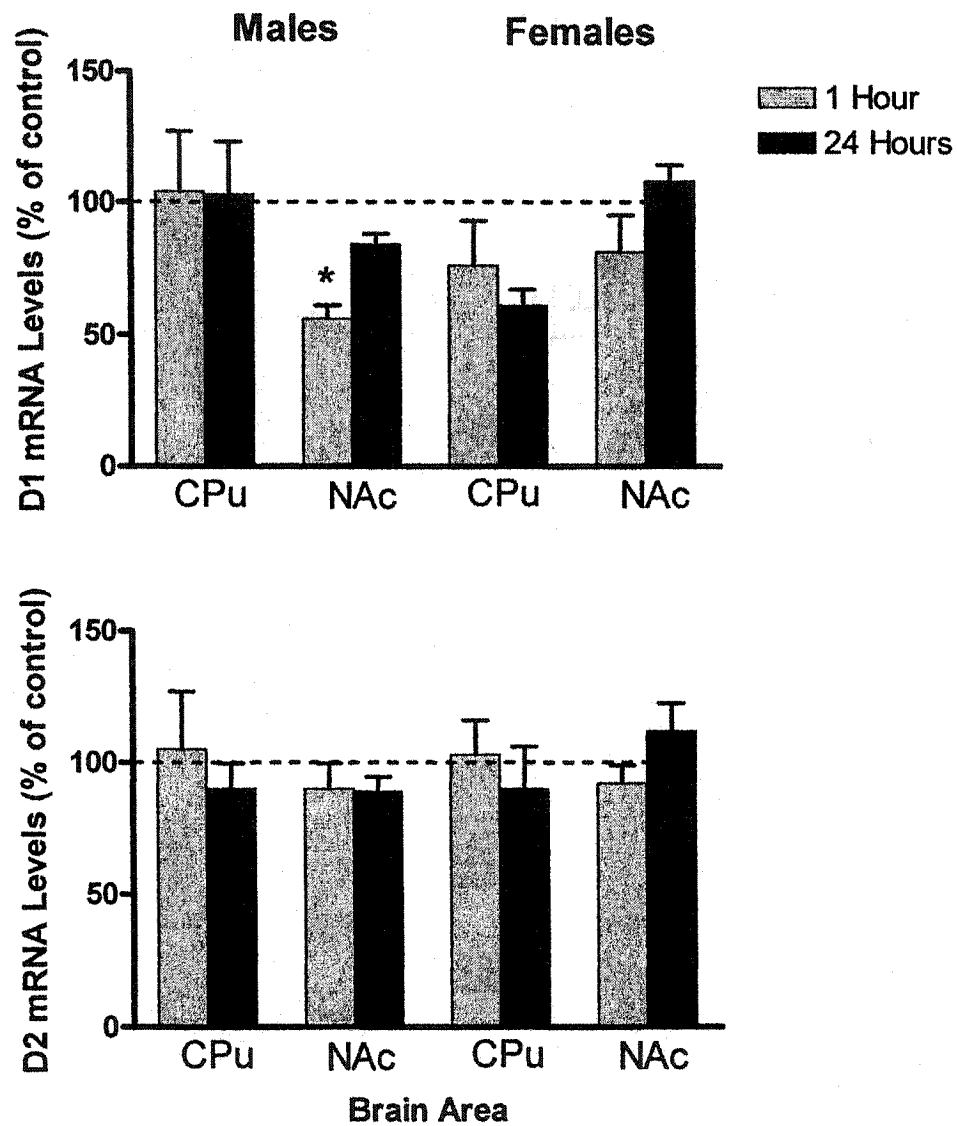 Males Females
D1 mRNA Levels (% of control)
150
100
50
0
1 Hour
24 Hours
*
CPu NAc CPu NAc
D2 mRNA Levels (% of control)
150
100
50
0
CPu NAc CPu NAc
Brain Area